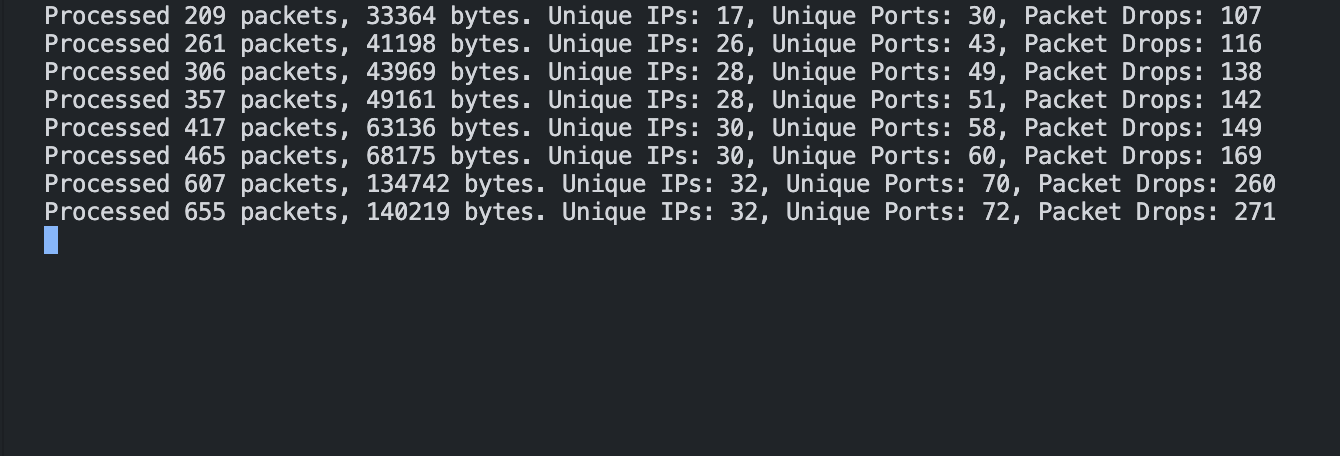 Processed 209 packets, 33364 bytes. Unique IPs: 17, Unique Ports: 30, Packet Drops: 107
Processed 261 packets, 41198 bytes. Unique IPs: 26, Unique Ports: 43, Packet Drops: 116
Processed 306 packets, 43969 bytes. Unique IPs: 28, Unique Ports: 49, Packet Drops: 138
Processed 357 packets, 49161 bytes. Unique IPs: 28, Unique Ports: 51, Packet Drops: 142
Processed 417 packets, 63136 bytes. Unique IPs: 30, Unique Ports: 58, Packet Drops: 149
Processed 465 packets, 68175 bytes. Unique IPs: 30, Unique Ports: 60, Packet Drops: 169
Processed 607 packets, 134742 bytes. Unique IPs: 32, Unique Ports: 70, Packet Drops: 260
Processed 655 packets, 140219 bytes. Unique IPs: 32, Unique Ports: 72, Packet Drops: 271